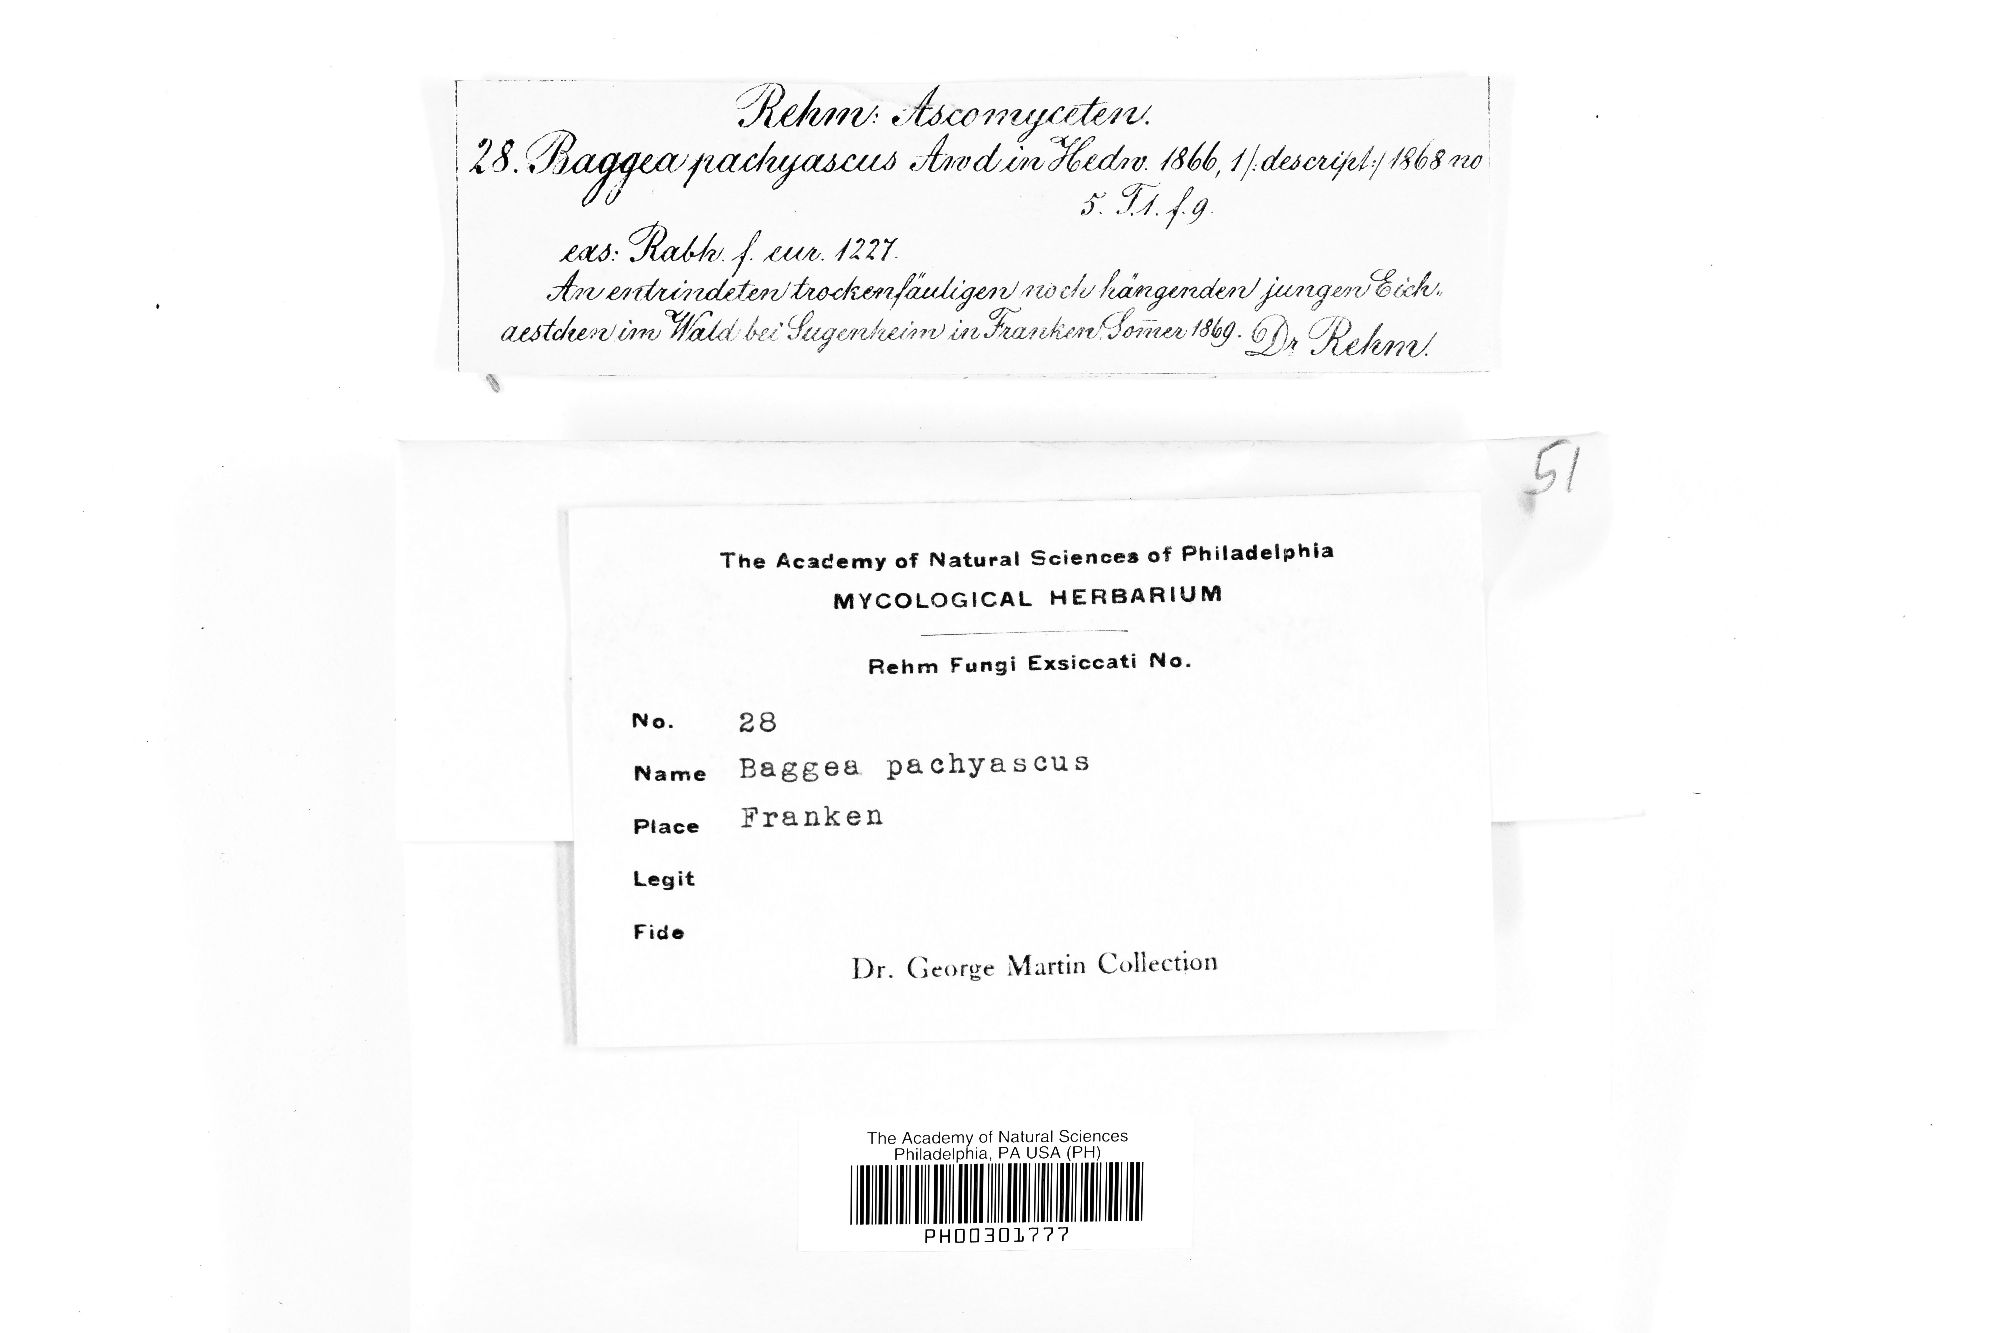 Rehm: Ascomyceten.
28. Baggea pachyascus Awd in Hedw. 1866, 1 /: descript:/ 1868 no
5. T.1. f. 9.
exs: Rabh. f. eur. 1227.
An entrindeten trockenfäuligen noch hängenden jungen Eich-
aestchen im Wald bei Sugenheim in Franken Som̄er 1869. Dr Rehm.
51
The Academy of Natural Sciences of Philadelphia
MYCOLOGICAL HERBARIUM
Rehm Fungi Exsiccati No.
No. 28
Name Baggea pachyascus
Place Franken
Legit
Fide
Dr. George Martin Collection
The Academy of Natural Sciences
Philadelphia, PA USA (PH)
PH00301777